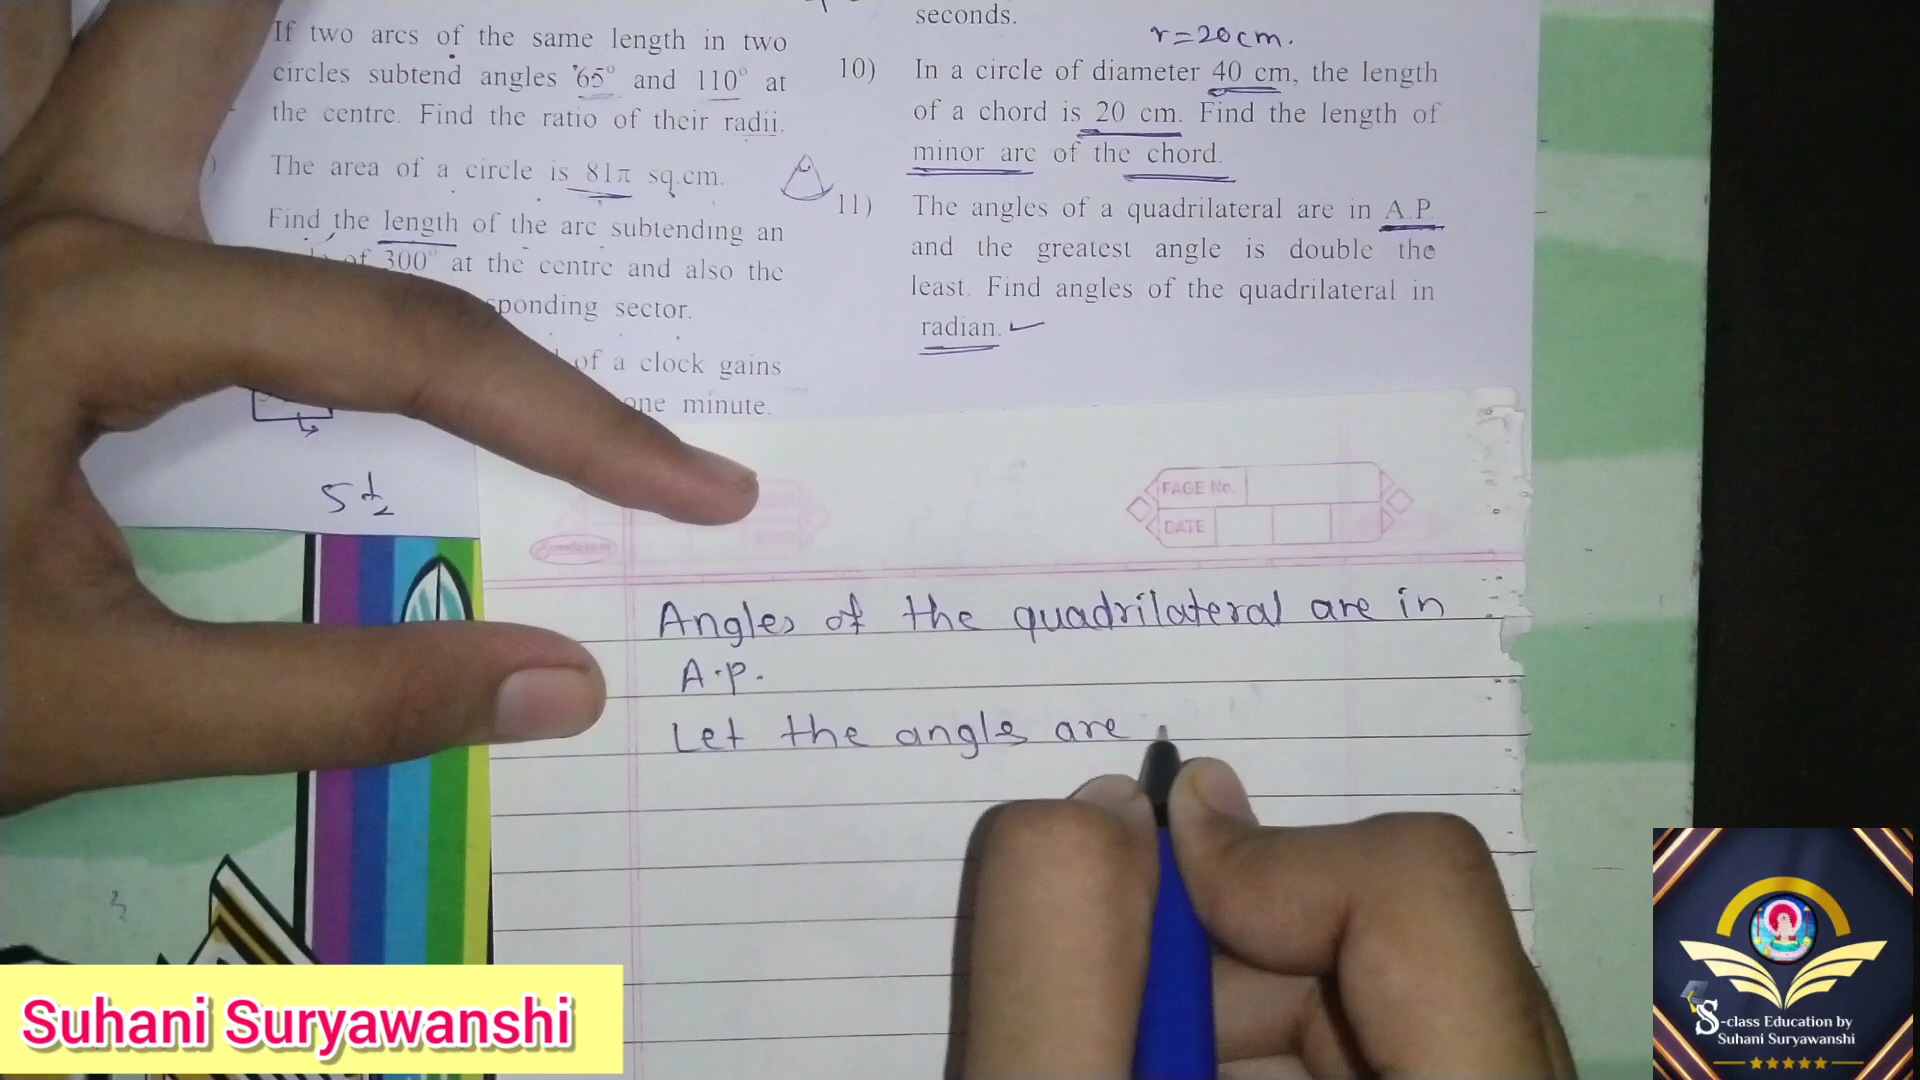 If two arcs of the same length in two
circles subtend angles 65° and 110° at
the centre. Find the ratio of their radii.
The area of a circle is 81π sq.cm.
Find the length of the arc subtending an
of 300° at the centre and also the
sponding sector.
of a clock gains
one minute.
5 1/2
seconds.
r=20cm.
10) In a circle of diameter 40 cm, the length
of a chord is 20 cm. Find the length of
minor arc of the chord.
11) The angles of a quadrilateral are in A.P.
and the greatest angle is double the
least. Find angles of the quadrilateral in
radian.
PAGE No.
DATE
Sundaram
Angles of the quadrilateral are in
A.P.
Let the angles are
Suhani Suryawanshi
S-class Education by
Suhani Suryawanshi